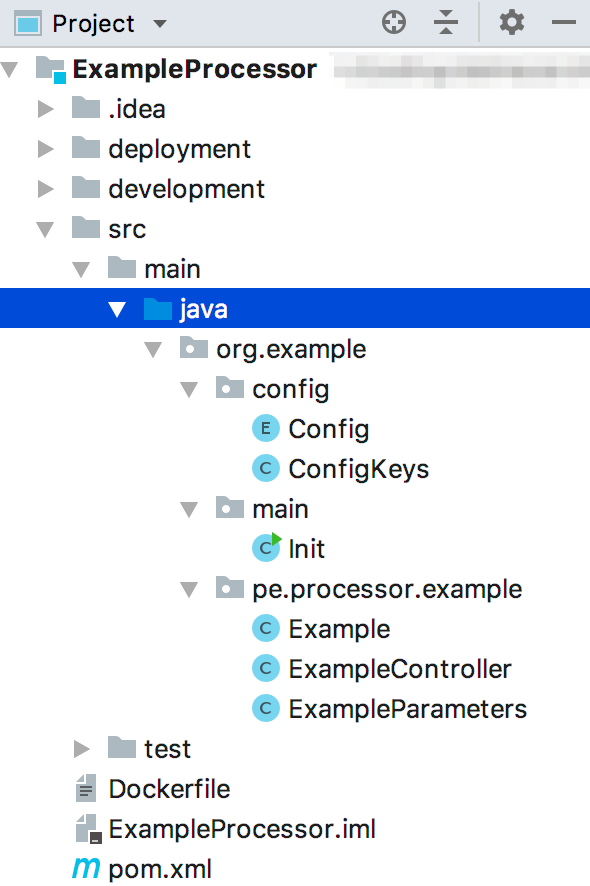 Project
ExampleProcessor
.idea
deployment
development
src
main
java
org.example
config
E Config
C ConfigKeys
main
C Init
pe.processor.example
C Example
C ExampleController
C ExampleParameters
test
Dockerfile
ExampleProcessor.iml
m pom.xml